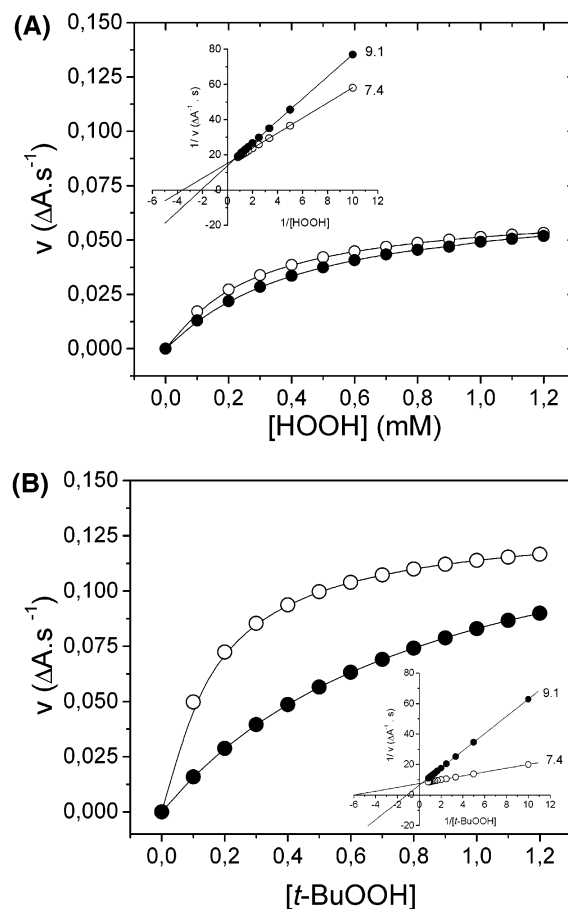 (A)
0,150
0,125
0,100
0,075
0,050
0,025
0,000
v (ΔA.s⁻¹)
80
60
40
20
-20
1/ v (ΔA⁻¹ . s)
9.1
7.4
-6 -4 -2 0 2 4 6 8 10 12
1/[HOOH]
0,0 0,2 0,4 0,6 0,8 1,0 1,2
[HOOH] (mM)
(B)
0,150
0,125
0,100
0,075
0,050
0,025
0,000
v (ΔA.s⁻¹)
80
60
40
20
-20
1/ v (ΔA⁻¹ . s)
9.1
7.4
-6 -4 -2 0 2 4 6 8 10 12
1/[t-BuOOH]
0,0 0,2 0,4 0,6 0,8 1,0 1,2
[t-BuOOH]